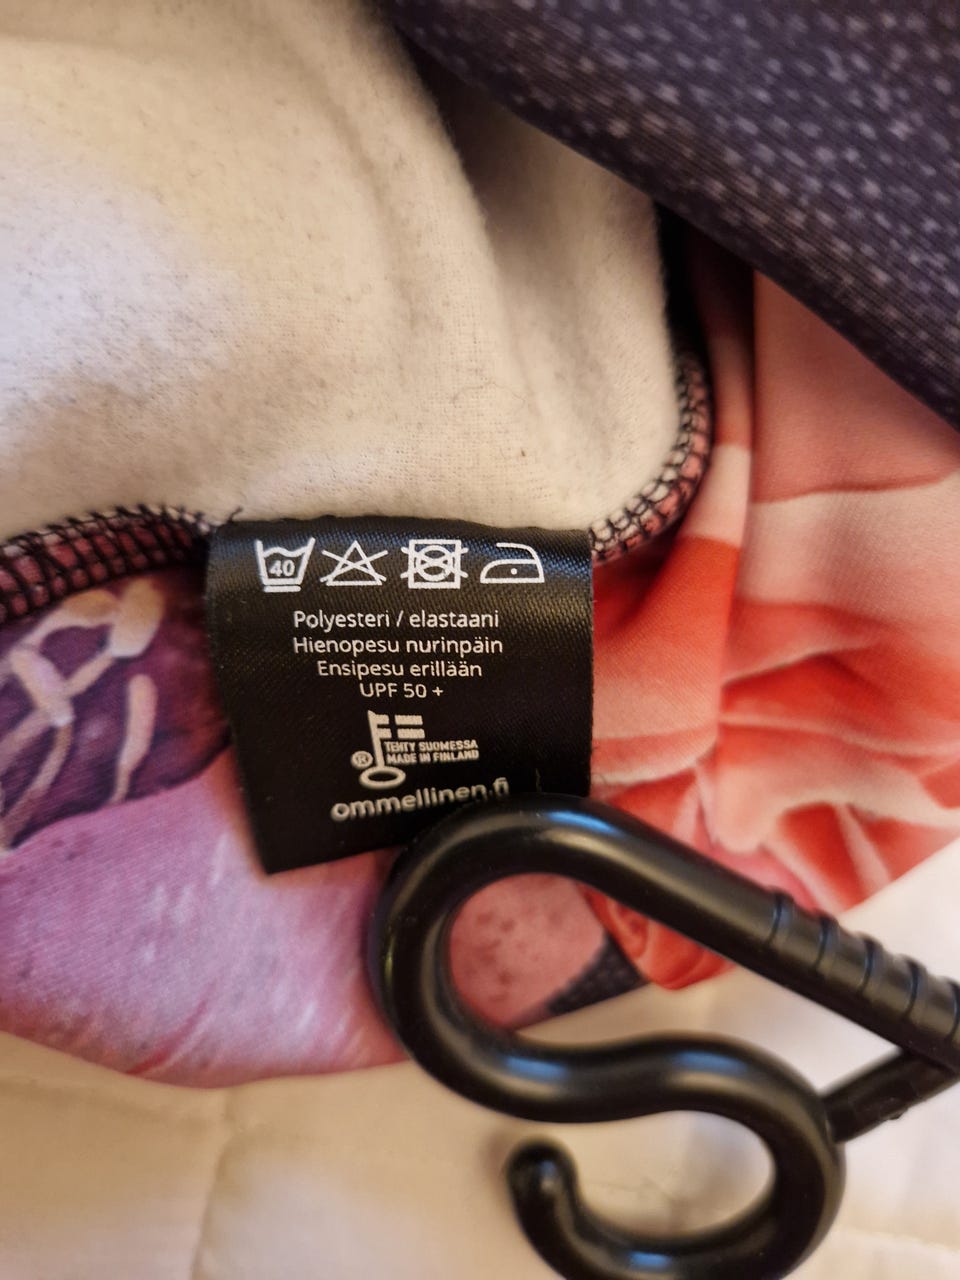 40
Polyesteri / elastaani
Hienopesu nurinpäin
Ensipesu erillään
UPF 50 +
® TEHTY SUOMESSA
MADE IN FINLAND
ommellinen.fi